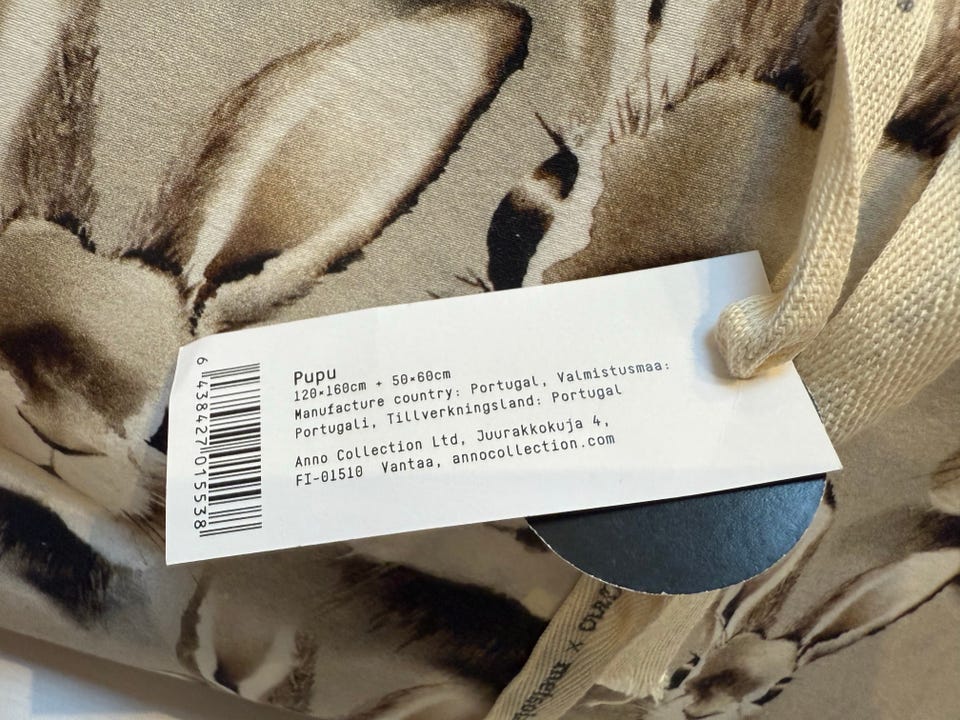 Pupu
120×160cm + 50×60cm
Manufacture country: Portugal, Valmistusmaa:
Portugali, Tillverkningsland: Portugal
Anno Collection Ltd, Juurakkokuja 4,
FI-01510 Vantaa, annocollection.com
6 438427 015538
x